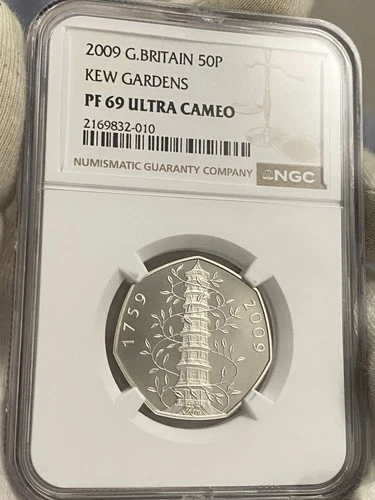 2009 G.BRITAIN 50P
KEW GARDENS
PF 69 ULTRA CAMEO
2169832-010
NUMISMATIC GUARANTY COMPANY NGC
1759 2009